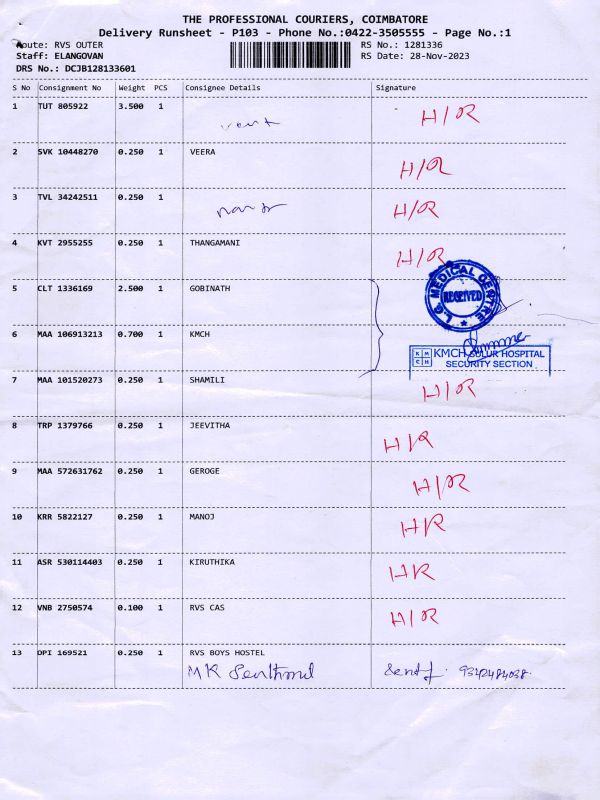 THE PROFESSIONAL COURIERS, COIMBATORE
Delivery Runsheet - P103 - Phone No.:0422-3505555 - Page No.:1
Route: RVS OUTER RS No.: 1281336
Staff: ELANGOVAN RS Date: 28-Nov-2023
DRS No.: DCJB128133601
S No Consignment No Weight PCS Consignee Details Signature
1 TUT 805922 3.500 1 H/R
2 SVK 10448270 0.250 1 VEERA H/R
3 TVL 34242511 0.250 1 H/R
4 KVT 2955255 0.250 1 THANGAMANI H/R
5 CLT 1336169 2.500 1 GOBINATH
L.G. MEDICAL CENTRE
RECEIVED
6 MAA 106913213 0.700 1 KMCH
KMCH KMCH SULUR HOSPITAL
SECURITY SECTION
7 MAA 101520273 0.250 1 SHAMILI H/R
8 TRP 1379766 0.250 1 JEEVITHA H/R
9 MAA 572631762 0.250 1 GEROGE H/R
10 KRR 5822127 0.250 1 MANOJ H/R
11 ASR 530114403 0.250 1 KIRUTHIKA HR
12 VNB 2750574 0.100 1 RVS CAS H/R
13 DPI 169521 0.250 1 RVS BOYS HOSTEL
MK Senthmil 9342484038